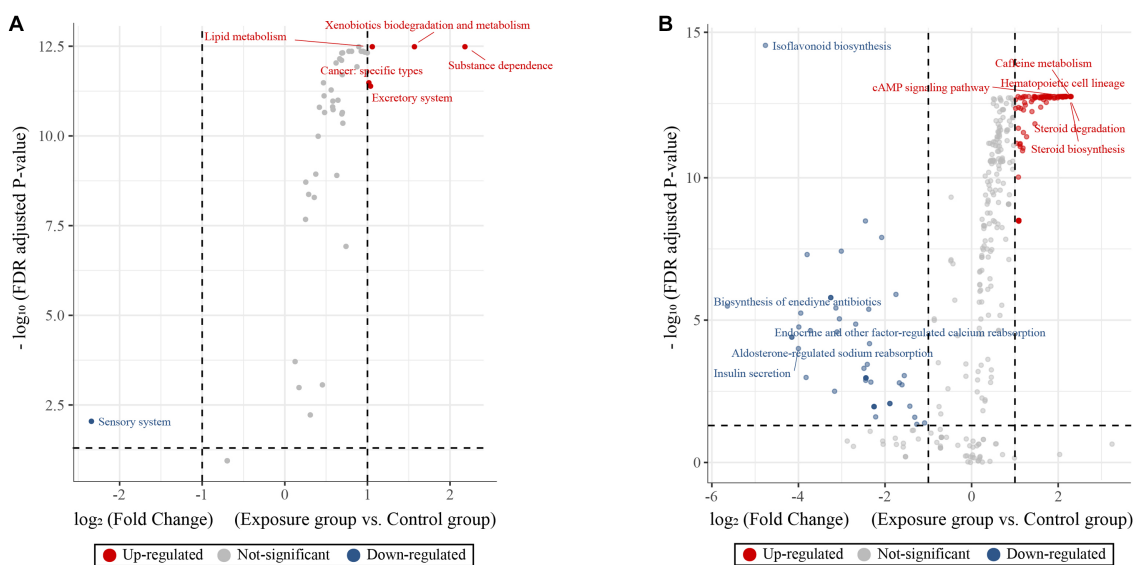 A
- log₁₀ (FDR adjusted P-value)
12.5
10.0
7.5
5.0
2.5
Xenobiotics biodegradation and metabolism
Lipid metabolism
Substance dependence
Cancer: specific types
Excretory system
Sensory system
-2
-1
0
1
2
log₂ (Fold Change)
(Exposure group vs. Control group)
Up-regulated
Not-significant
Down-regulated
B
- log₁₀ (FDR adjusted P-value)
15
10
5
0
Isoflavonoid biosynthesis
Caffeine metabolism
Hematopoietic cell lineage
cAMP signaling pathway
Steroid degradation
Steroid biosynthesis
Biosynthesis of enediyne antibiotics
Endocrine and other factor-regulated calcium reabsorption
Aldosterone-regulated sodium reabsorption
Insulin secretion
-6
-4
-2
0
2
log₂ (Fold Change)
(Exposure group vs. Control group)
Up-regulated
Not-significant
Down-regulated